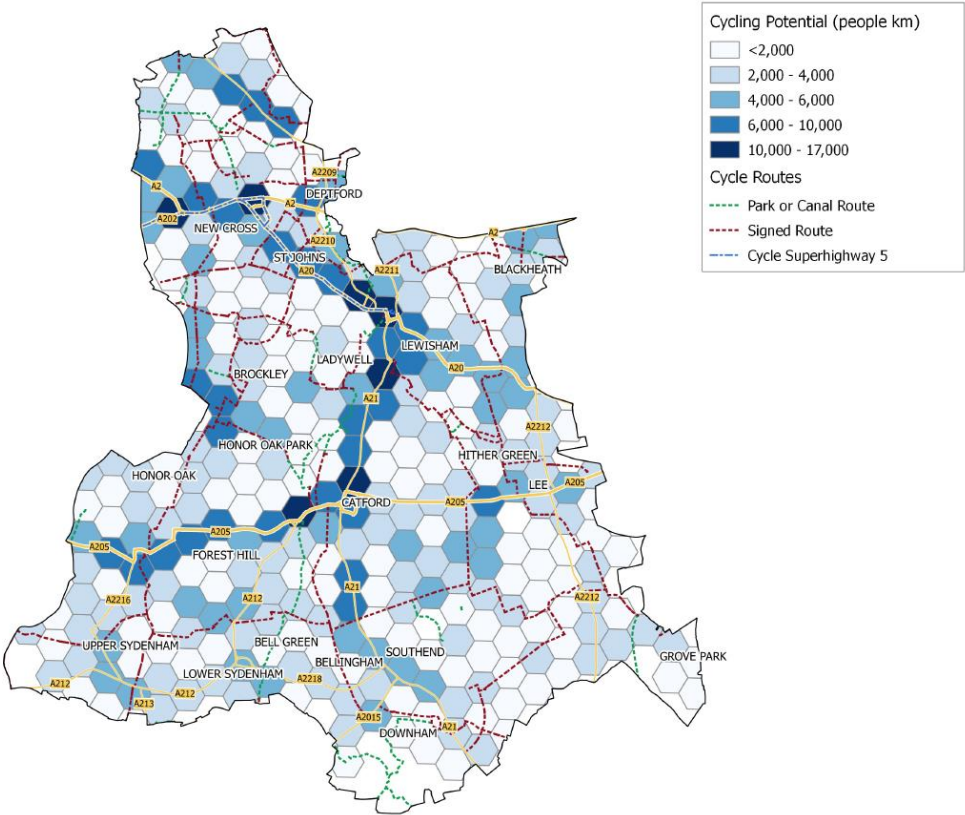 Cycling Potential (people km)
<2,000
2,000 - 4,000
4,000 - 6,000
6,000 - 10,000
10,000 - 17,000
Cycle Routes
Park or Canal Route
Signed Route
Cycle Superhighway 5
A2209
A2
DEPTFORD
A2
A202
NEW CROSS
A2210
A2
ST JOHNS
A20
A2211
BLACKHEATH
LEWISHAM
LADYWELL
A20
BROCKLEY
A21
A2212
HONOR OAK PARK
HITHER GREEN
HONOR OAK
LEE
A205
CATFORD
A205
A205
A205
FOREST HILL
A21
A2216
A212
A2212
UPPER SYDENHAM
BELL GREEN
SOUTHEND
GROVE PARK
BELLINGHAM
LOWER SYDENHAM
A2218
A212
A212
A213
A2015
A21
DOWNHAM